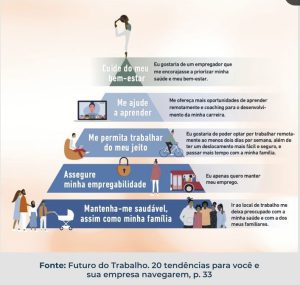 Cuide do meu
bem-estar
Eu gostaria de um empregador que
me encorajasse a priorizar minha
saúde e meu bem-estar.
Me ajude
a aprender
Me ofereça mais oportunidades de aprender
remotamente e coaching para o desenvolvi-
mento da minha carreira.
Me permita trabalhar
do meu jeito
Eu gostaria de poder optar por trabalhar remota-
mente ao menos dois dias por semana, além de
ter um deslocamento mais fácil e seguro, e
passar mais tempo com a minha família.
Assegure
minha empregabilidade
Eu apenas quero manter
meu emprego.
Mantenha-me saudável,
assim como minha família
Ir ao local de trabalho me
deixa preocupado com a
minha saúde e com a dos
meus familiares.
Fonte: Futuro do Trabalho. 20 tendências para você e
sua empresa navegarem, p. 33